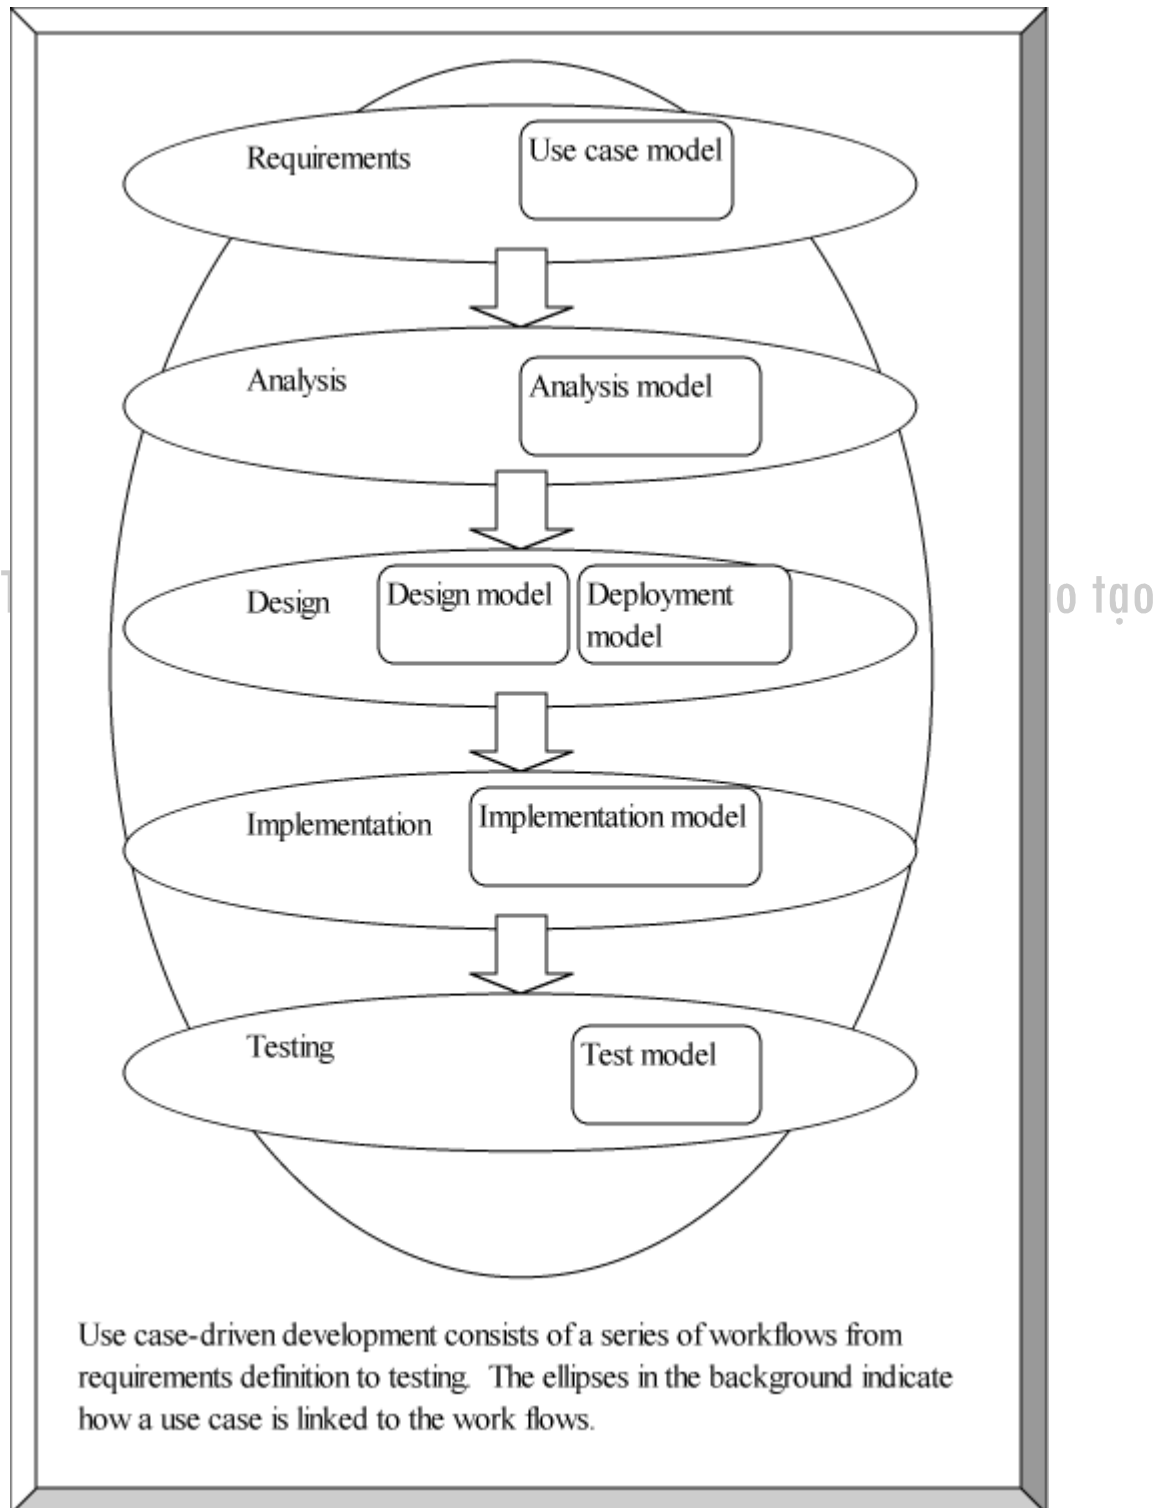 Requirements
Use case model
Analysis
Analysis model
Design
Design model
Deployment
model
Implementation
Implementation model
Testing
Test model
Use case-driven development consists of a series of workflows from
requirements definition to testing. The ellipses in the background indicate
how a use case is linked to the work flows.
tạo